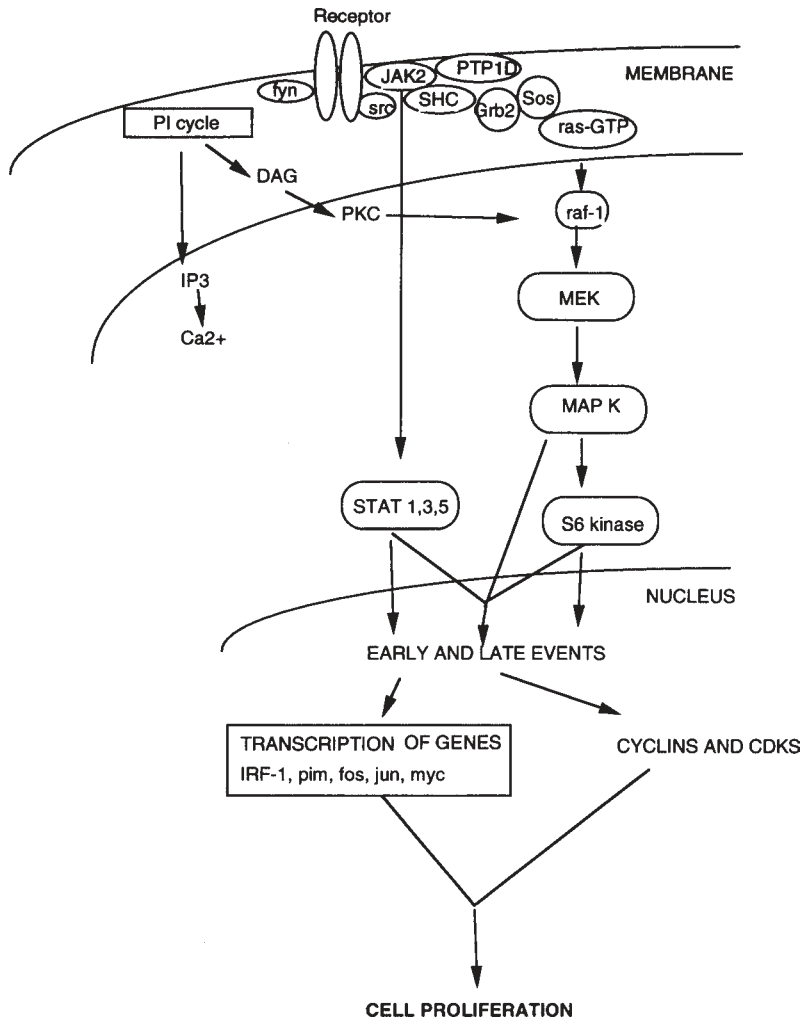 Receptor
PTP1D
JAK2
MEMBRANE
fyn
src
SHC
Grb2
Sos
PI cycle
ras-GTP
DAG
PKC
raf-1
IP3
MEK
Ca2+
MAP K
STAT 1,3,5
S6 kinase
NUCLEUS
EARLY AND LATE EVENTS
TRANSCRIPTION OF GENES
IRF-1, pim, fos, jun, myc
CYCLINS AND CDKS
CELL PROLIFERATION